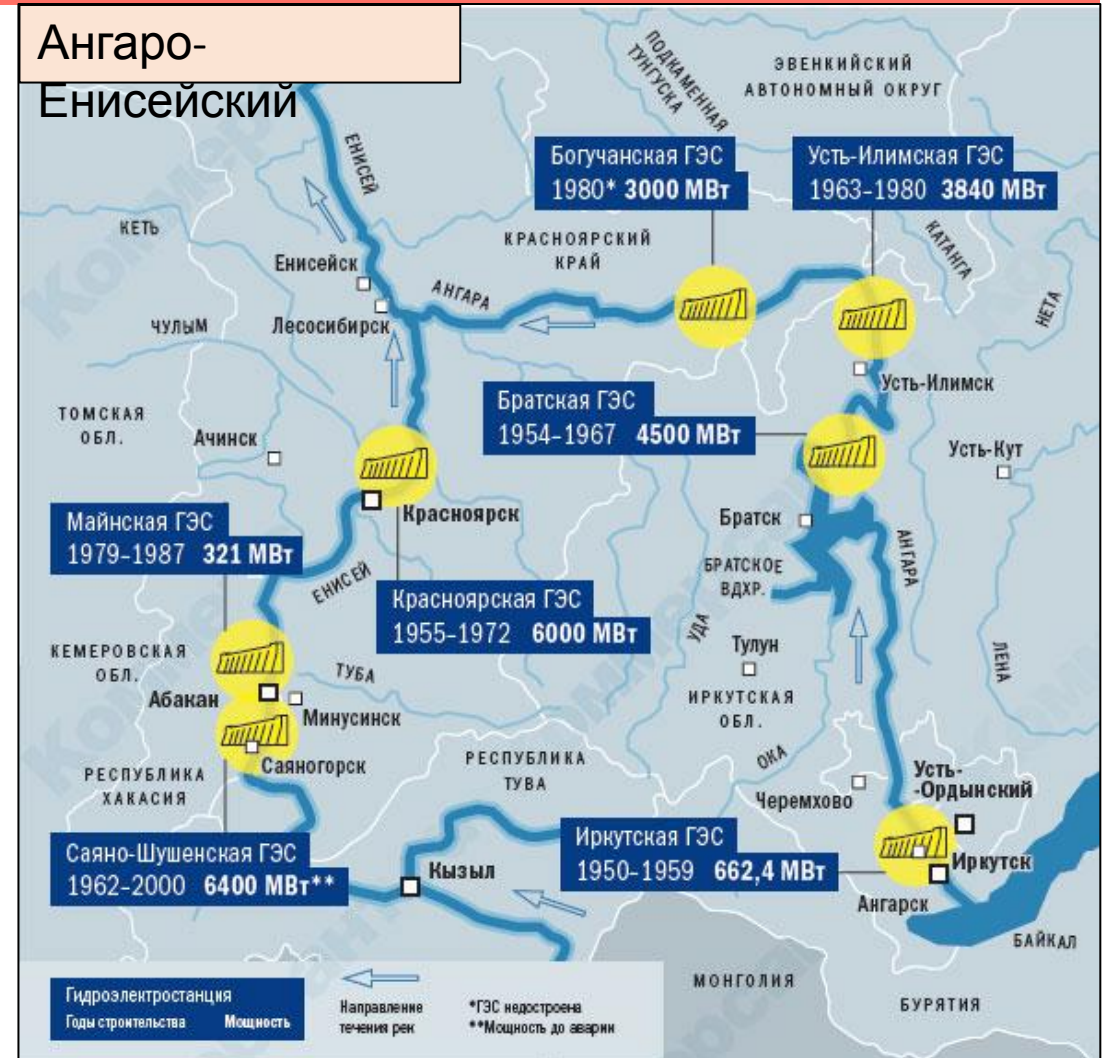 Ангаро-
Енисейский
ПОДКАМЕННАЯ
ТУНГУСКА
ЭВЕНКИЙСКИЙ
АВТОНОМНЫЙ ОКРУГ
ЕНИСЕЙ
Богучанская ГЭС
1980* 3000 МВт
Усть-Илимская ГЭС
1963–1980 3840 МВт
КЕТЬ
КРАСНОЯРСКИЙ
КРАЙ
КАТАНГА
Енисейск
АНГАРА
НЕТА
Лесосибирск
ЧУЛЫМ
Усть-Илимск
Братская ГЭС
1954–1967 4500 МВт
ТОМСКАЯ
ОБЛ.
Ачинск
Усть-Кут
Красноярск
Братск
Майнская ГЭС
1979–1987 321 МВт
АНГАРА
БРАТСКОЕ
ВДХР.
ЕНИСЕЙ
Красноярская ГЭС
1955–1972 6000 МВт
УДА
Тулун
ЛЕНА
КЕМЕРОВСКАЯ
ОБЛ.
ТУБА
Абакан
Минусинск
ИРКУТСКАЯ
ОБЛ.
Саяногорск
РЕСПУБЛИКА
ТУВА
ОКА
РЕСПУБЛИКА
ХАКАСИЯ
Усть-
-Ордынский
Черемхово
Саяно-Шушенская ГЭС
1962–2000 6400 МВт**
Кызыл
Иркутская ГЭС
1950–1959 662,4 МВт
Иркутск
Ангарск
БАЙКАЛ
МОНГОЛИЯ
БУРЯТИЯ
Гидроэлектростанция
Годы строительства Мощность
Направление
течения рек
*ГЭС недостроена
**Мощность до аварии